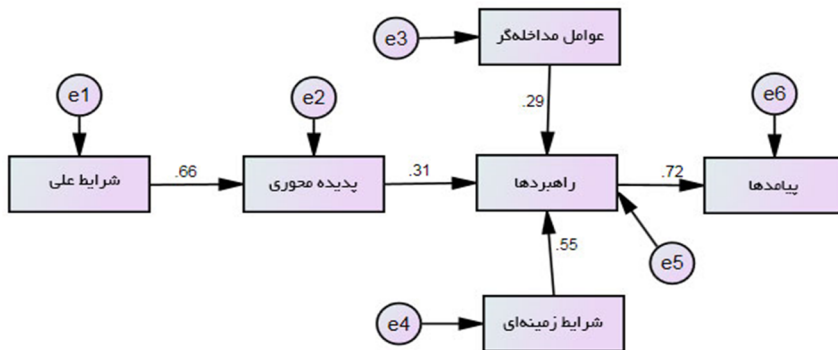 عوامل مداخله‌گر
e3
e1
e2
e6
.29
شرایط علی
.66
پدیده محوری
.31
راهبردها
.72
پیامدها
.55
e5
e4
شرایط زمینه‌ای